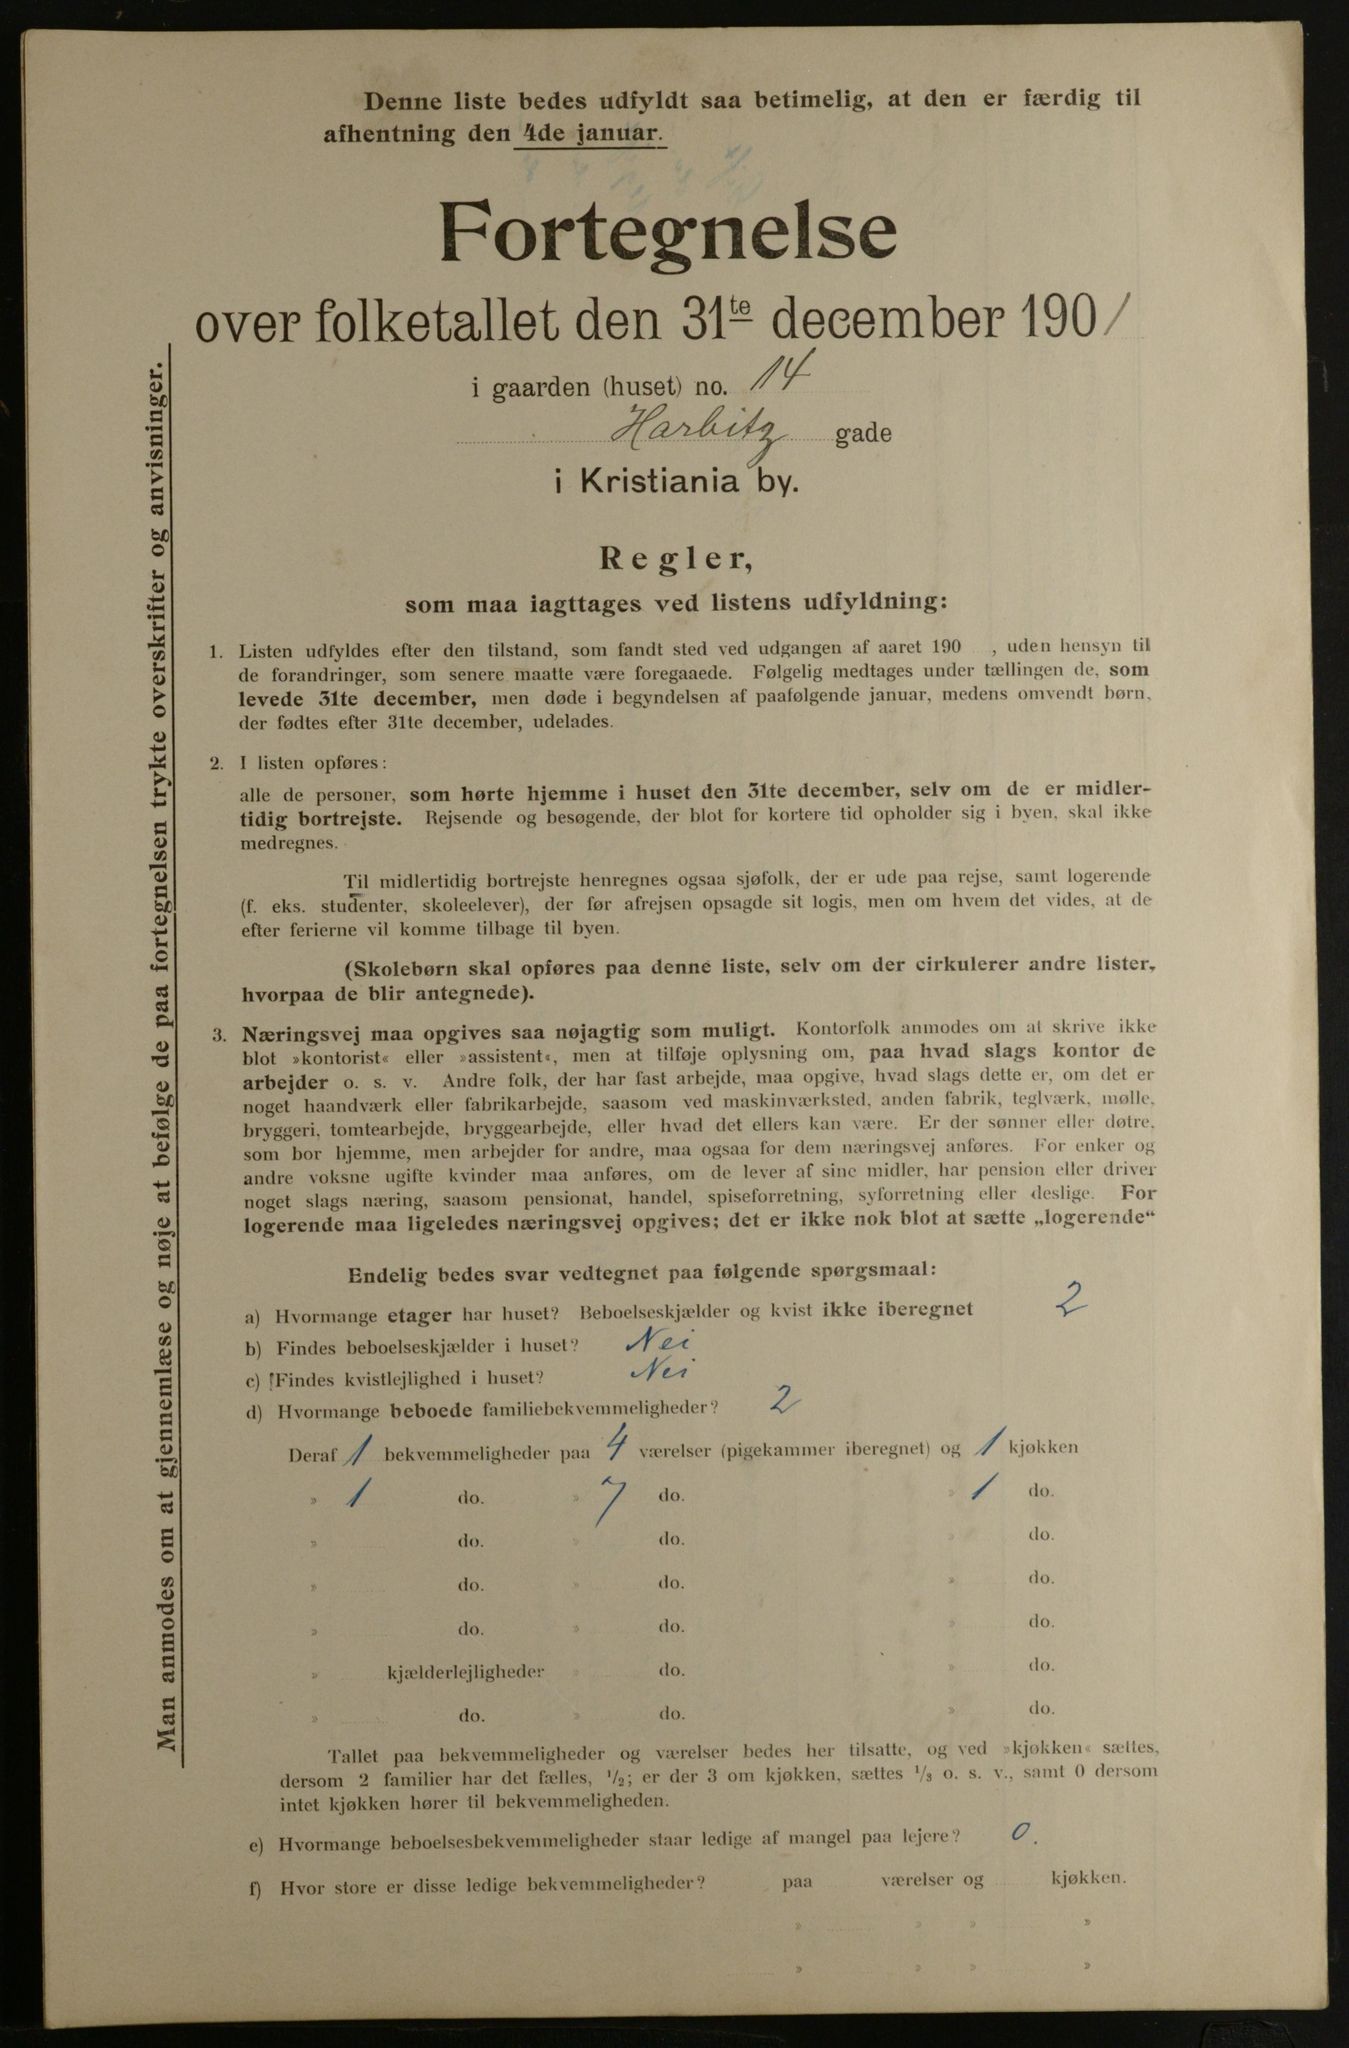 Denne liste bedes udfyldt saa betimelig, at den er færdig til
afhentning den 4de januar.
Fortegnelse
over folketallet den 31te december 1901
i gaarden (huset) no. 14
Harbitz gade
i Kristiania by.
Regler,
som maa iagttages ved listens udfyldning:
1. Listen udfyldes efter den tilstand, som fandt sted ved udgangen af aaret 190 , uden hensyn til
de forandringer, som senere maatte være foregaaede. Følgelig medtages under tællingen de, som
levede 31te december, men døde i begyndelsen af paafølgende januar, medens omvendt børn,
der fødtes efter 31te december, udelades.
2. I listen opføres:
alle de personer, som hørte hjemme i huset den 31te december, selv om de er midler-
tidig bortrejste. Rejsende og besøgende, der blot for kortere tid opholder sig i byen, skal ikke
medregnes.
Til midlertidig bortrejste henregnes ogsaa sjøfolk, der er ude paa rejse, samt logerende
(f. eks. studenter, skoleelever), der før afrejsen opsagde sit logis, men om hvem det vides, at de
efter ferierne vil komme tilbage til byen.
(Skolebørn skal opføres paa denne liste, selv om der cirkulerer andre lister,
hvorpaa de blir antegnede).
3. Næringsvej maa opgives saa nøjagtig som muligt. Kontorfolk anmodes om at skrive ikke
blot »kontorist« eller »assistent«, men at tilføje oplysning om, paa hvad slags kontor de
arbejder o. s. v. Andre folk, der har fast arbejde, maa opgive, hvad slags dette er, om det er
noget haandværk eller fabrikarbejde, saasom ved maskinværksted, anden fabrik, teglværk, mølle,
bryggeri, tomtearbejde, bryggearbejde, eller hvad det ellers kan være. Er der sønner eller døtre,
som bor hjemme, men arbejder for andre, maa ogsaa for dem næringsvej anføres. For enker og
andre voksne ugifte kvinder maa anføres, om de lever af sine midler, har pension eller driver
noget slags næring, saasom pensionat, handel, spiseforretning, syforretning eller deslige. For
logerende maa ligeledes næringsvej opgives; det er ikke nok blot at sætte „logerende“
Endelig bedes svar vedtegnet paa følgende spørgsmaal:
a) Hvormange etager har huset? Beboelseskjælder og kvist ikke iberegnet 2
b) Findes beboelseskjælder i huset? Nei
c) Findes kvistlejlighed i huset? Nei
d) Hvormange beboede familiebekvemmeligheder? 2
Deraf 1 bekvemmeligheder paa 4 værelser (pigekammer iberegnet) og 1 kjøkken
» 1 do. » 7 do. » 1 do.
» do. » do. » do.
» do. » do. » do.
» do. » do. » do.
» kjælderlejligheder » do. » do.
» do. » do. » do.
Tallet paa bekvemmeligheder og værelser bedes her tilsatte, og ved »kjøkken« sættes,
dersom 2 familier har det fælles, 1/2; er der 3 om kjøkken, sættes 1/3 o. s. v., samt 0 dersom
intet kjøkken hører til bekvemmeligheden.
e) Hvormange beboelsesbekvemmeligheder staar ledige af mangel paa lejere? 0.
f) Hvor store er disse ledige bekvemmeligheder? paa værelser og kjøkken.
» » » »
» » » »
Man anmodes om at gjennemlæse og nøje at befølge de paa fortegnelsen trykte overskrifter og anvisninger.